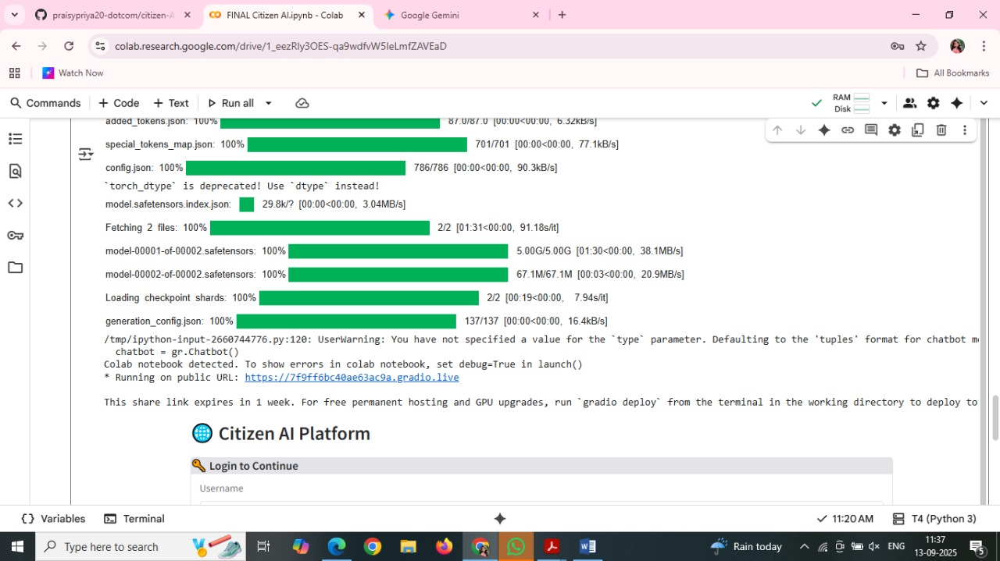 praisypriya20-dotcom/citizen-A
FINAL Citizen AI.ipynb - Colab
Google Gemini
colab.research.google.com/drive/1_eezRly3OES-qa9wdfvW5IeLmfZAVEaD
Watch Now
All Bookmarks
Commands + Code + Text Run all
RAM
Disk
added_tokens.json: 100% 87.0/87.0 [00:00<00:00, 6.32kB/s]
special_tokens_map.json: 100% 701/701 [00:00<00:00, 77.1kB/s]
config.json: 100% 786/786 [00:00<00:00, 90.3kB/s]
`torch_dtype` is deprecated! Use `dtype` instead!
model.safetensors.index.json: 29.8k/? [00:00<00:00, 3.04MB/s]
Fetching 2 files: 100% 2/2 [01:31<00:00, 91.18s/it]
model-00001-of-00002.safetensors: 100% 5.00G/5.00G [01:30<00:00, 38.1MB/s]
model-00002-of-00002.safetensors: 100% 67.1M/67.1M [00:03<00:00, 20.9MB/s]
Loading checkpoint shards: 100% 2/2 [00:19<00:00, 7.94s/it]
generation_config.json: 100% 137/137 [00:00<00:00, 16.4kB/s]
/tmp/ipython-input-2660744776.py:120: UserWarning: You have not specified a value for the `type` parameter. Defaulting to the 'tuples' format for chatbot m
chatbot = gr.Chatbot()
Colab notebook detected. To show errors in colab notebook, set debug=True in launch()
* Running on public URL: https://7f9ff6bc40ae63ac9a.gradio.live
This share link expires in 1 week. For free permanent hosting and GPU upgrades, run `gradio deploy` from the terminal in the working directory to deploy to
Citizen AI Platform
Login to Continue
Username
{} Variables Terminal 11:20 AM T4 (Python 3)
Type here to search
Rain today
ENG
11:37
13-09-2025
5